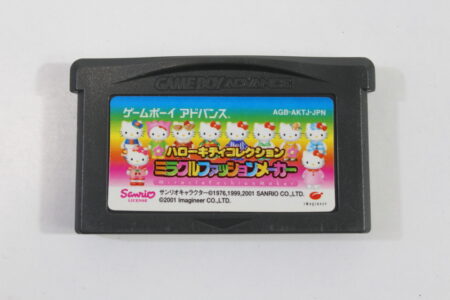 GAME BOY ADVANCE
ゲームボーイ アドバンス
AGB-AKTJ-JPN
ハローキティコレクション
ミラクルファッションメーカー
Sanrio
LICENSE
サンリオキャラクター©1976,1999,2001 SANRIO CO.,LTD.
©2001 Imagineer CO.,LTD.
imagineer